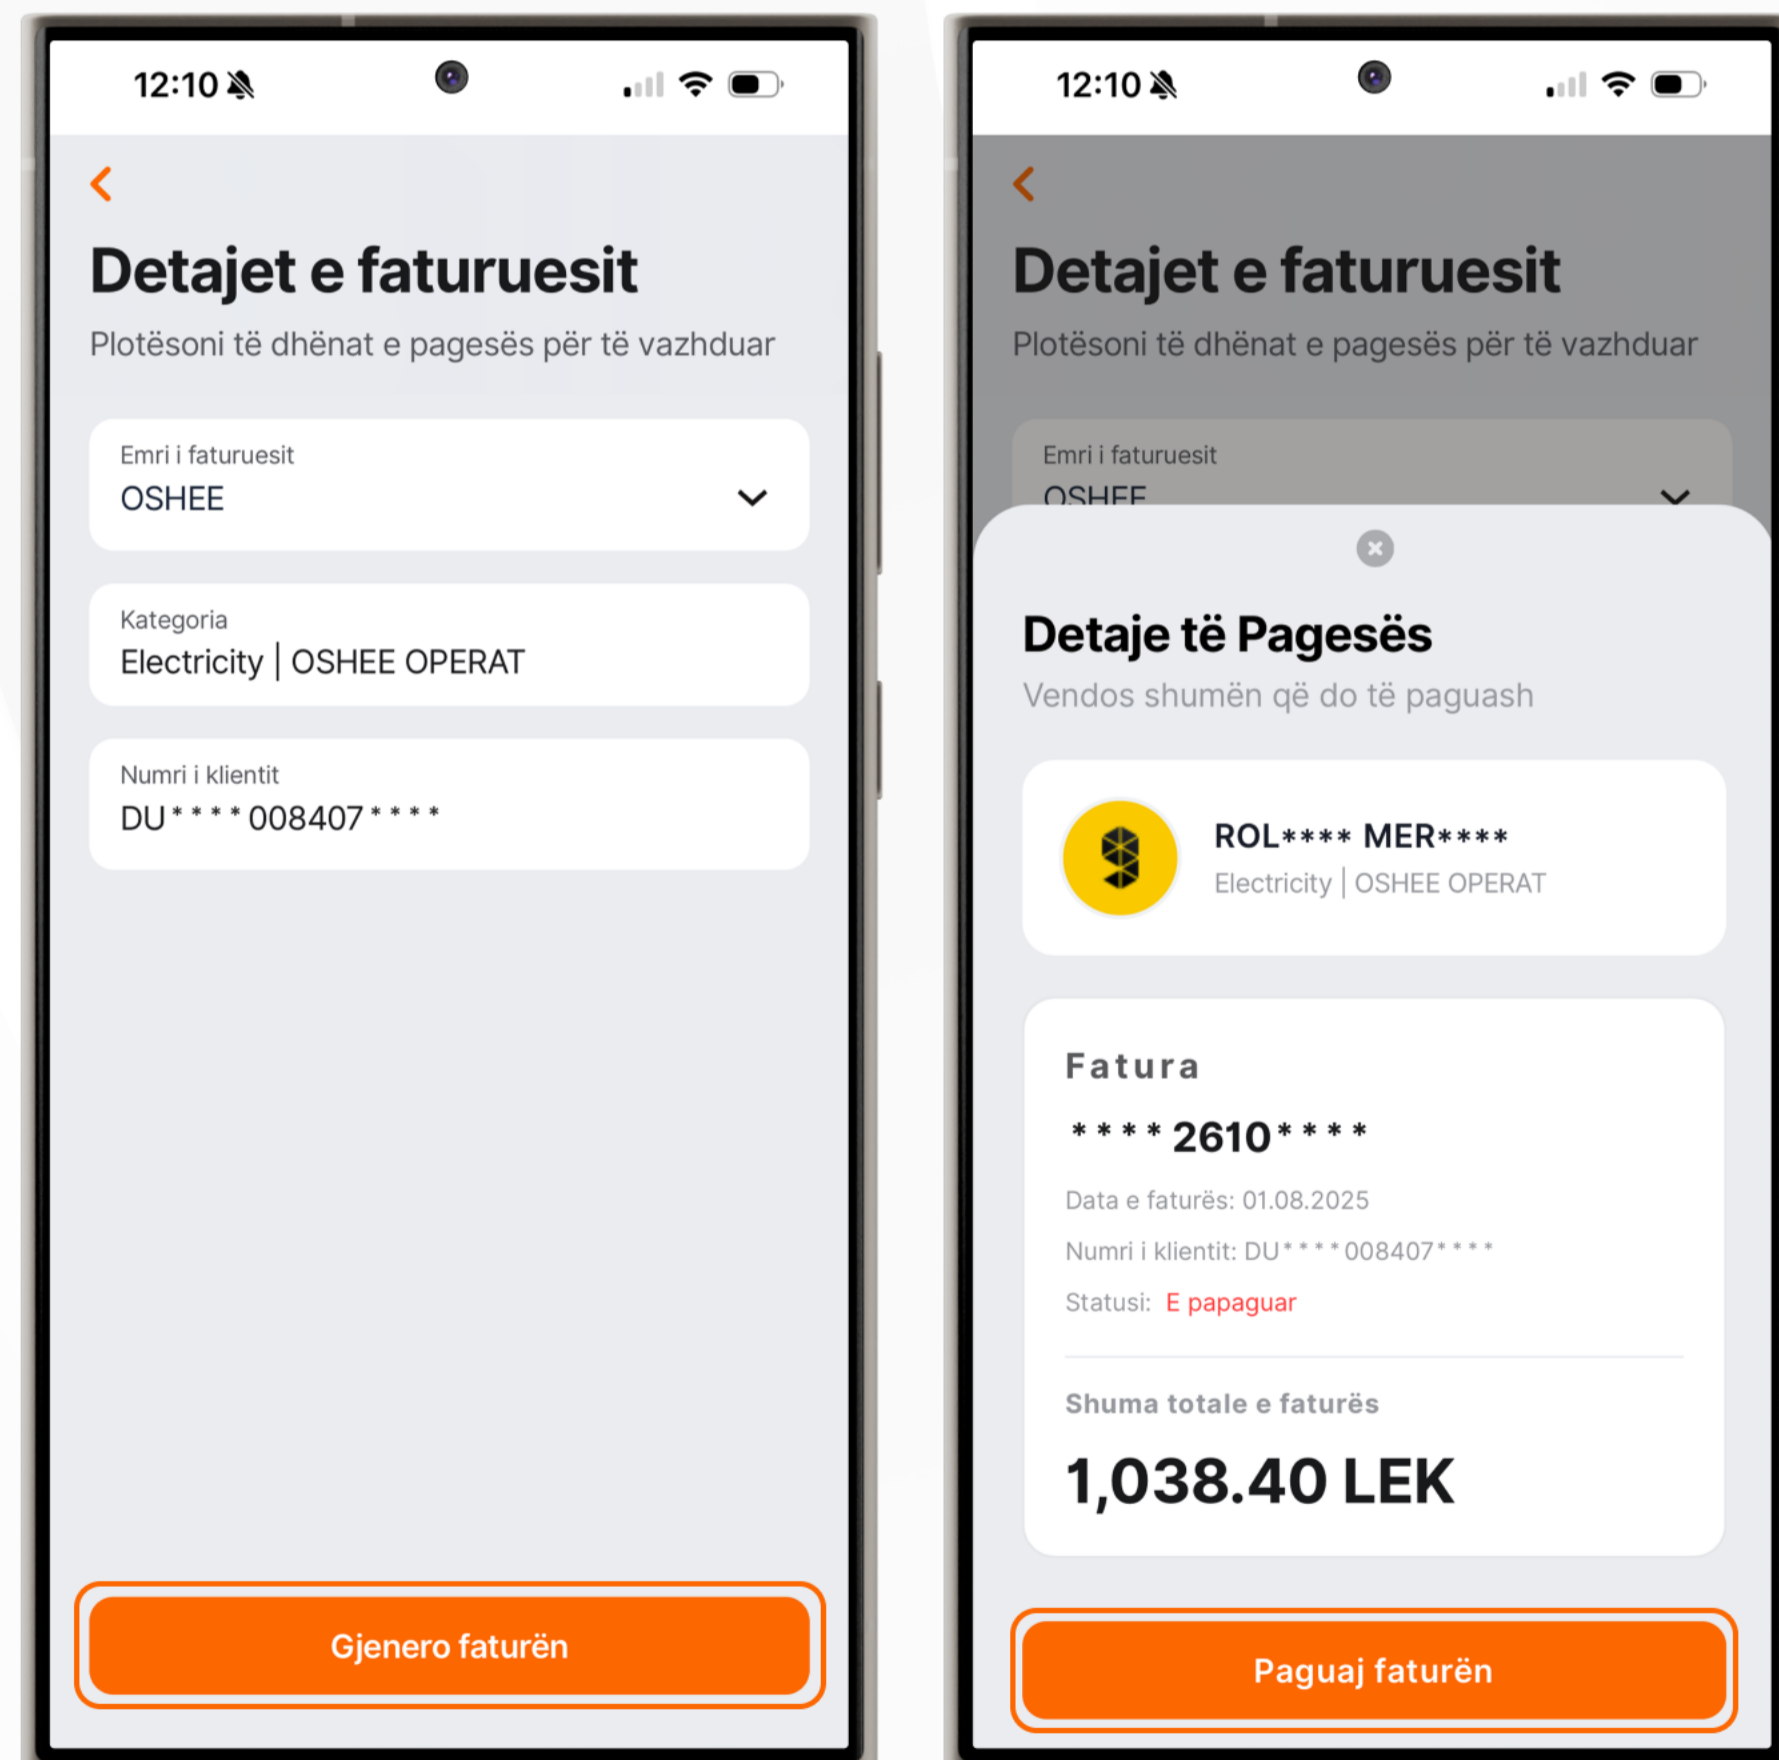 12:10
Detajet e faturuesit
Plotësoni të dhënat e pagesës për të vazhduar
Emri i faturuesit
OSHEE
Kategoria
Electricity | OSHEE OPERAT
Numri i klientit
DU****008407****
Gjenero faturën
12:10
Detajet e faturuesit
Plotësoni të dhënat e pagesës për të vazhduar
Emri i faturuesit
OSHEE
Detaje të Pagesës
Vendos shumën që do të paguash
ROL**** MER****
Electricity | OSHEE OPERAT
Fatura
****2610****
Data e faturës: 01.08.2025
Numri i klientit: DU****008407****
Statusi: E papaguar
Shuma totale e faturës
1,038.40 LEK
Paguaj faturën